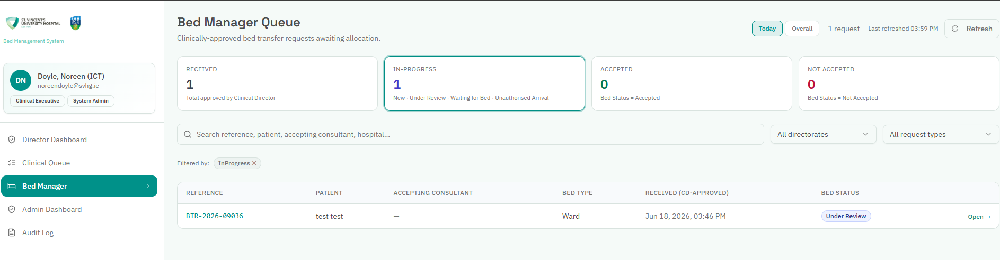 ST. VINCENT'S
UNIVERSITY HOSPITAL
Bed Management System
DN
Doyle, Noreen (ICT)
noreendoyle@svhg.ie
Clinical Executive
System Admin
Director Dashboard
Clinical Queue
Bed Manager
Admin Dashboard
Audit Log
Bed Manager Queue
Clinically-approved bed transfer requests awaiting allocation.
Today
Overall
1 request
Last refreshed 03:59 PM
Refresh
RECEIVED
1
Total approved by Clinical Director
IN-PROGRESS
1
New · Under Review · Waiting for Bed · Unauthorised Arrival
ACCEPTED
0
Bed Status = Accepted
NOT ACCEPTED
0
Bed Status = Not Accepted
Search reference, patient, accepting consultant, hospital...
All directorates
All request types
Filtered by: InProgress
REFERENCE PATIENT ACCEPTING CONSULTANT BED TYPE RECEIVED (CD-APPROVED) BED STATUS
BTR-2026-09036 test test — Ward Jun 18, 2026, 03:46 PM Under Review Open →